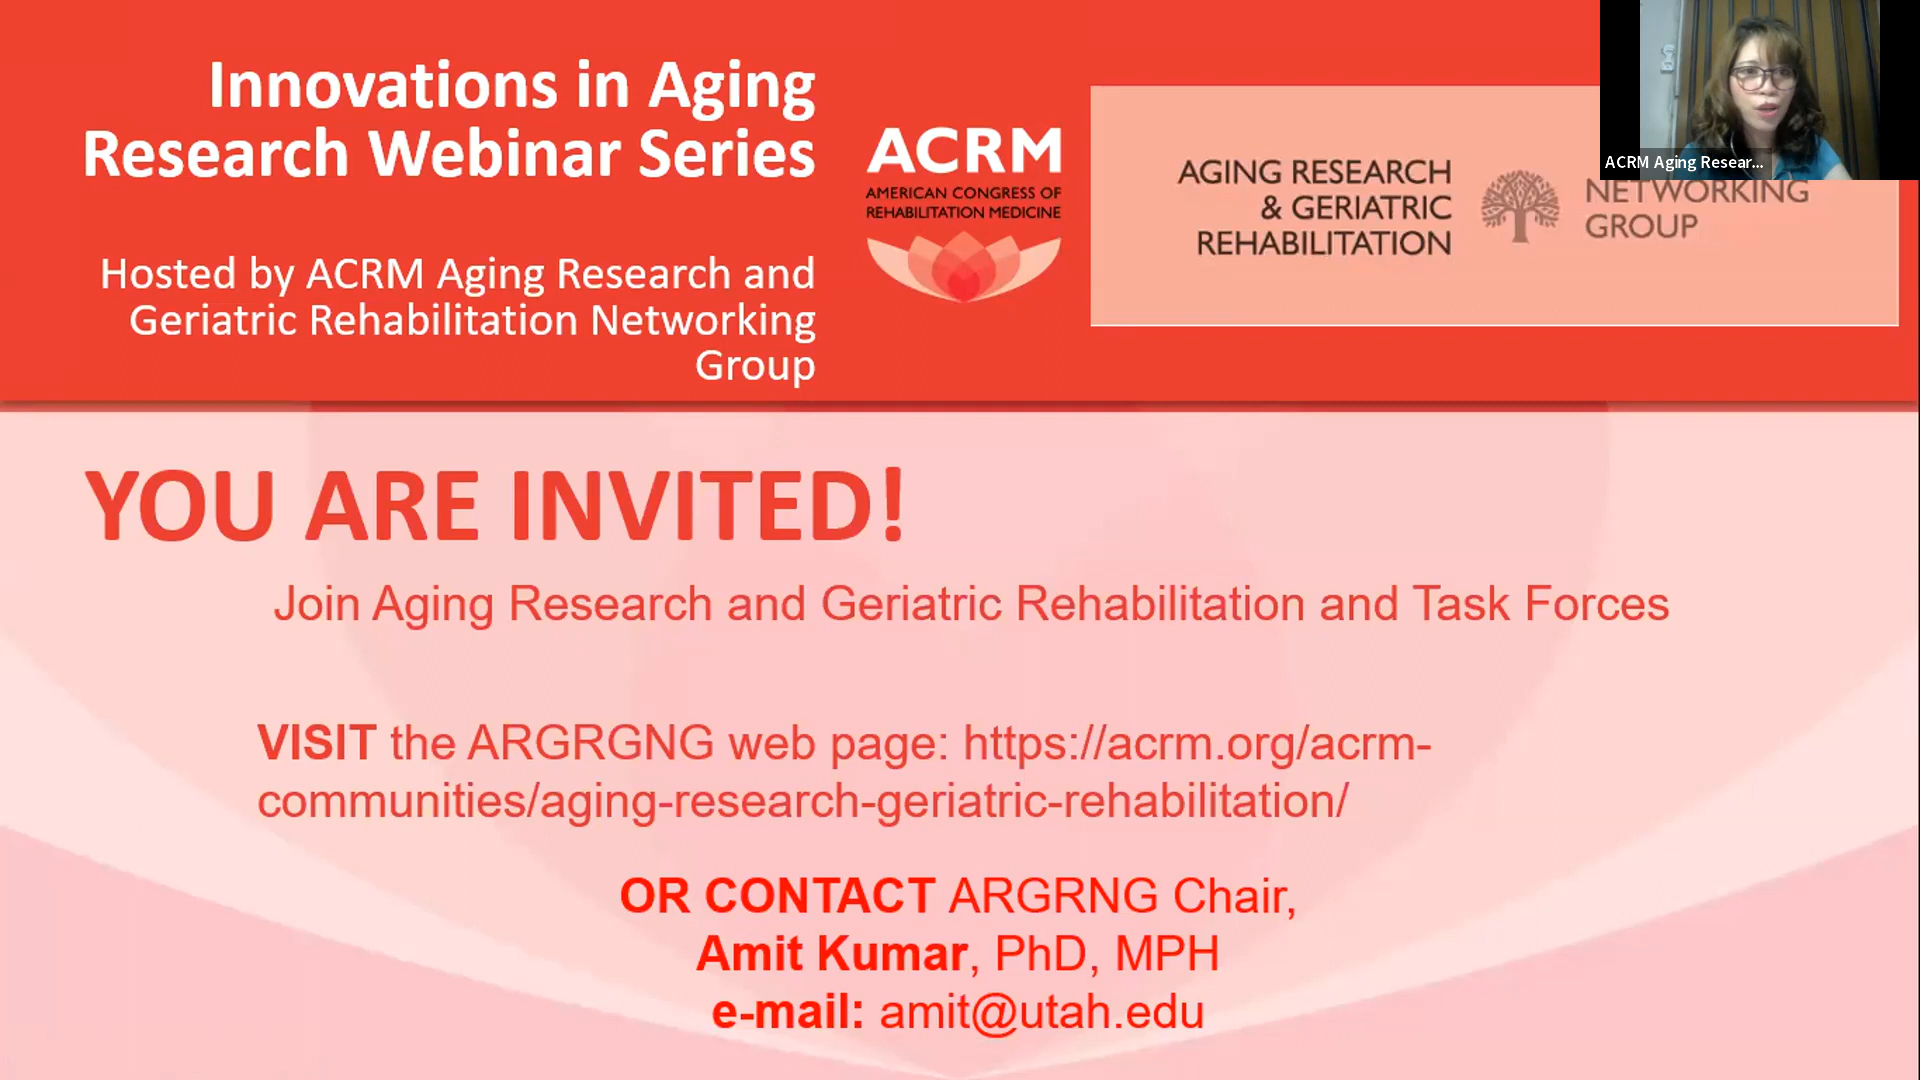 Innovations in Aging
Research Webinar Series
Hosted by ACRM Aging Research and
Geriatric Rehabilitation Networking
Group
ACRM
AMERICAN CONGRESS OF
REHABILITATION MEDICINE
AGING RESEARCH
& GERIATRIC
REHABILITATION
NETWORKING
GROUP
ACRM Aging Resear...
YOU ARE INVITED!
Join Aging Research and Geriatric Rehabilitation and Task Forces
VISIT the ARGRGNG web page: https://acrm.org/acrm-
communities/aging-research-geriatric-rehabilitation/
OR CONTACT ARGRNG Chair,
Amit Kumar, PhD, MPH
e-mail: amit@utah.edu